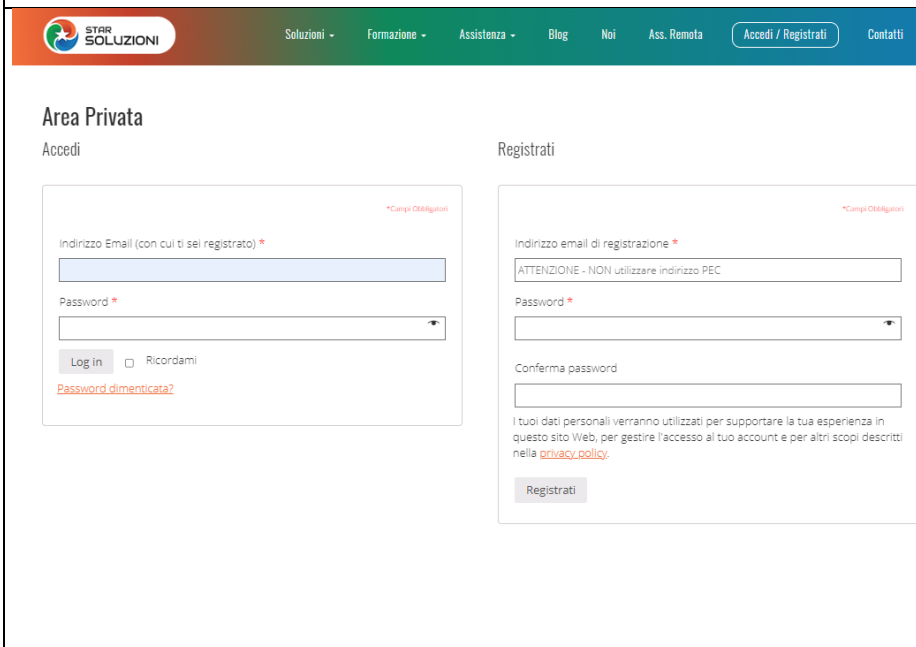 STAR
SOLUZIONI
Soluzioni Formazione Assistenza Blog Noi Ass. Remota Accedi / Registrati Contatti
Area Privata
Accedi
*Campi Obbligatori
Indirizzo Email (con cui ti sei registrato) *
Password *
Log in Ricordami
Password dimenticata?
Registrati
*Campi Obbligatori
Indirizzo email di registrazione *
ATTENZIONE - NON utilizzare indirizzo PEC
Password *
Conferma password
I tuoi dati personali verranno utilizzati per supportare la tua esperienza in
questo sito Web, per gestire l'accesso al tuo account e per altri scopi descritti
nella privacy policy.
Registrati